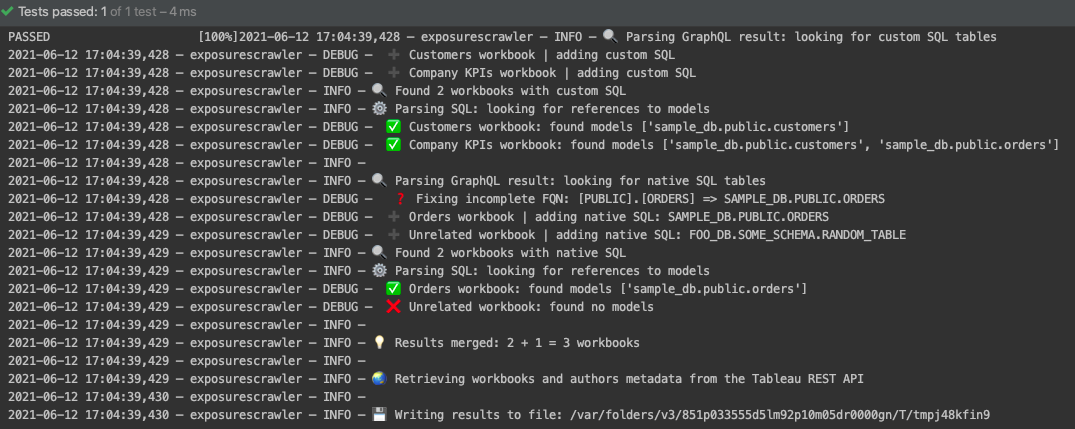 ✔ Tests passed: 1 of 1 test – 4 ms
PASSED [100%]2021-06-12 17:04:39,428 – exposurescrawler – INFO – 🔍 Parsing GraphQL result: looking for custom SQL tables
2021-06-12 17:04:39,428 – exposurescrawler – DEBUG – ➕ Customers workbook | adding custom SQL
2021-06-12 17:04:39,428 – exposurescrawler – DEBUG – ➕ Company KPIs workbook | adding custom SQL
2021-06-12 17:04:39,428 – exposurescrawler – INFO – 🔍 Found 2 workbooks with custom SQL
2021-06-12 17:04:39,428 – exposurescrawler – INFO – ⚙️ Parsing SQL: looking for references to models
2021-06-12 17:04:39,428 – exposurescrawler – DEBUG – ✅ Customers workbook: found models ['sample_db.public.customers']
2021-06-12 17:04:39,428 – exposurescrawler – DEBUG – ✅ Company KPIs workbook: found models ['sample_db.public.customers', 'sample_db.public.orders']
2021-06-12 17:04:39,428 – exposurescrawler – INFO –
2021-06-12 17:04:39,428 – exposurescrawler – INFO – 🔍 Parsing GraphQL result: looking for native SQL tables
2021-06-12 17:04:39,428 – exposurescrawler – DEBUG – ❓ Fixing incomplete FQN: [PUBLIC].[ORDERS] => SAMPLE_DB.PUBLIC.ORDERS
2021-06-12 17:04:39,429 – exposurescrawler – DEBUG – ➕ Orders workbook | adding native SQL: SAMPLE_DB.PUBLIC.ORDERS
2021-06-12 17:04:39,429 – exposurescrawler – DEBUG – ➕ Unrelated workbook | adding native SQL: FOO_DB.SOME_SCHEMA.RANDOM_TABLE
2021-06-12 17:04:39,429 – exposurescrawler – INFO – 🔍 Found 2 workbooks with native SQL
2021-06-12 17:04:39,429 – exposurescrawler – INFO – ⚙️ Parsing SQL: looking for references to models
2021-06-12 17:04:39,429 – exposurescrawler – DEBUG – ✅ Orders workbook: found models ['sample_db.public.orders']
2021-06-12 17:04:39,429 – exposurescrawler – DEBUG – ❌ Unrelated workbook: found no models
2021-06-12 17:04:39,429 – exposurescrawler – INFO –
2021-06-12 17:04:39,429 – exposurescrawler – INFO – 💡 Results merged: 2 + 1 = 3 workbooks
2021-06-12 17:04:39,429 – exposurescrawler – INFO –
2021-06-12 17:04:39,429 – exposurescrawler – INFO – 🌏 Retrieving workbooks and authors metadata from the Tableau REST API
2021-06-12 17:04:39,430 – exposurescrawler – INFO –
2021-06-12 17:04:39,430 – exposurescrawler – INFO – 💾 Writing results to file: /var/folders/v3/851p033555d5lm92p10m05dr0000gn/T/tmpj48kfin9